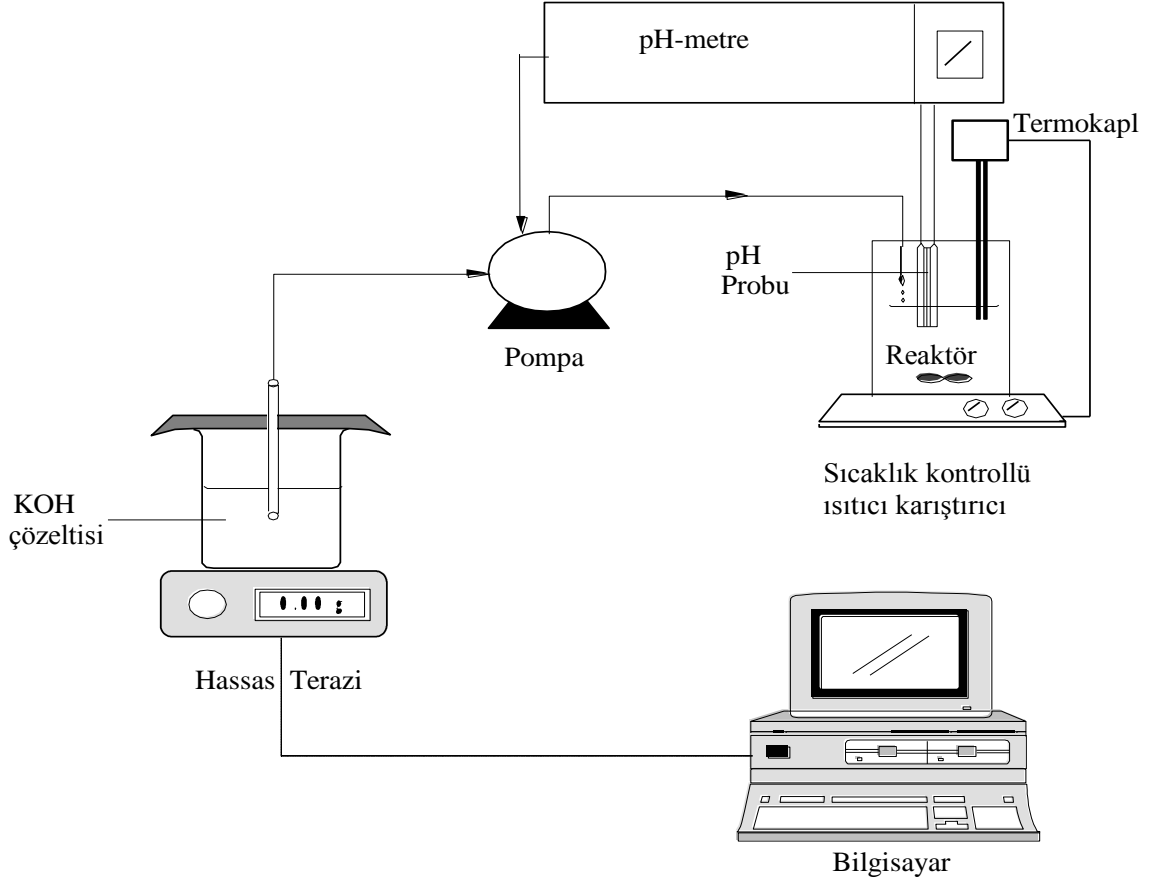 pH-metre
Termokapl
pH
Probu
Reaktör
Pompa
Sıcaklık kontrollü
ısıtıcı karıştırıcı
KOH
çözeltisi
0.00 g
Hassas Terazi
Bilgisayar